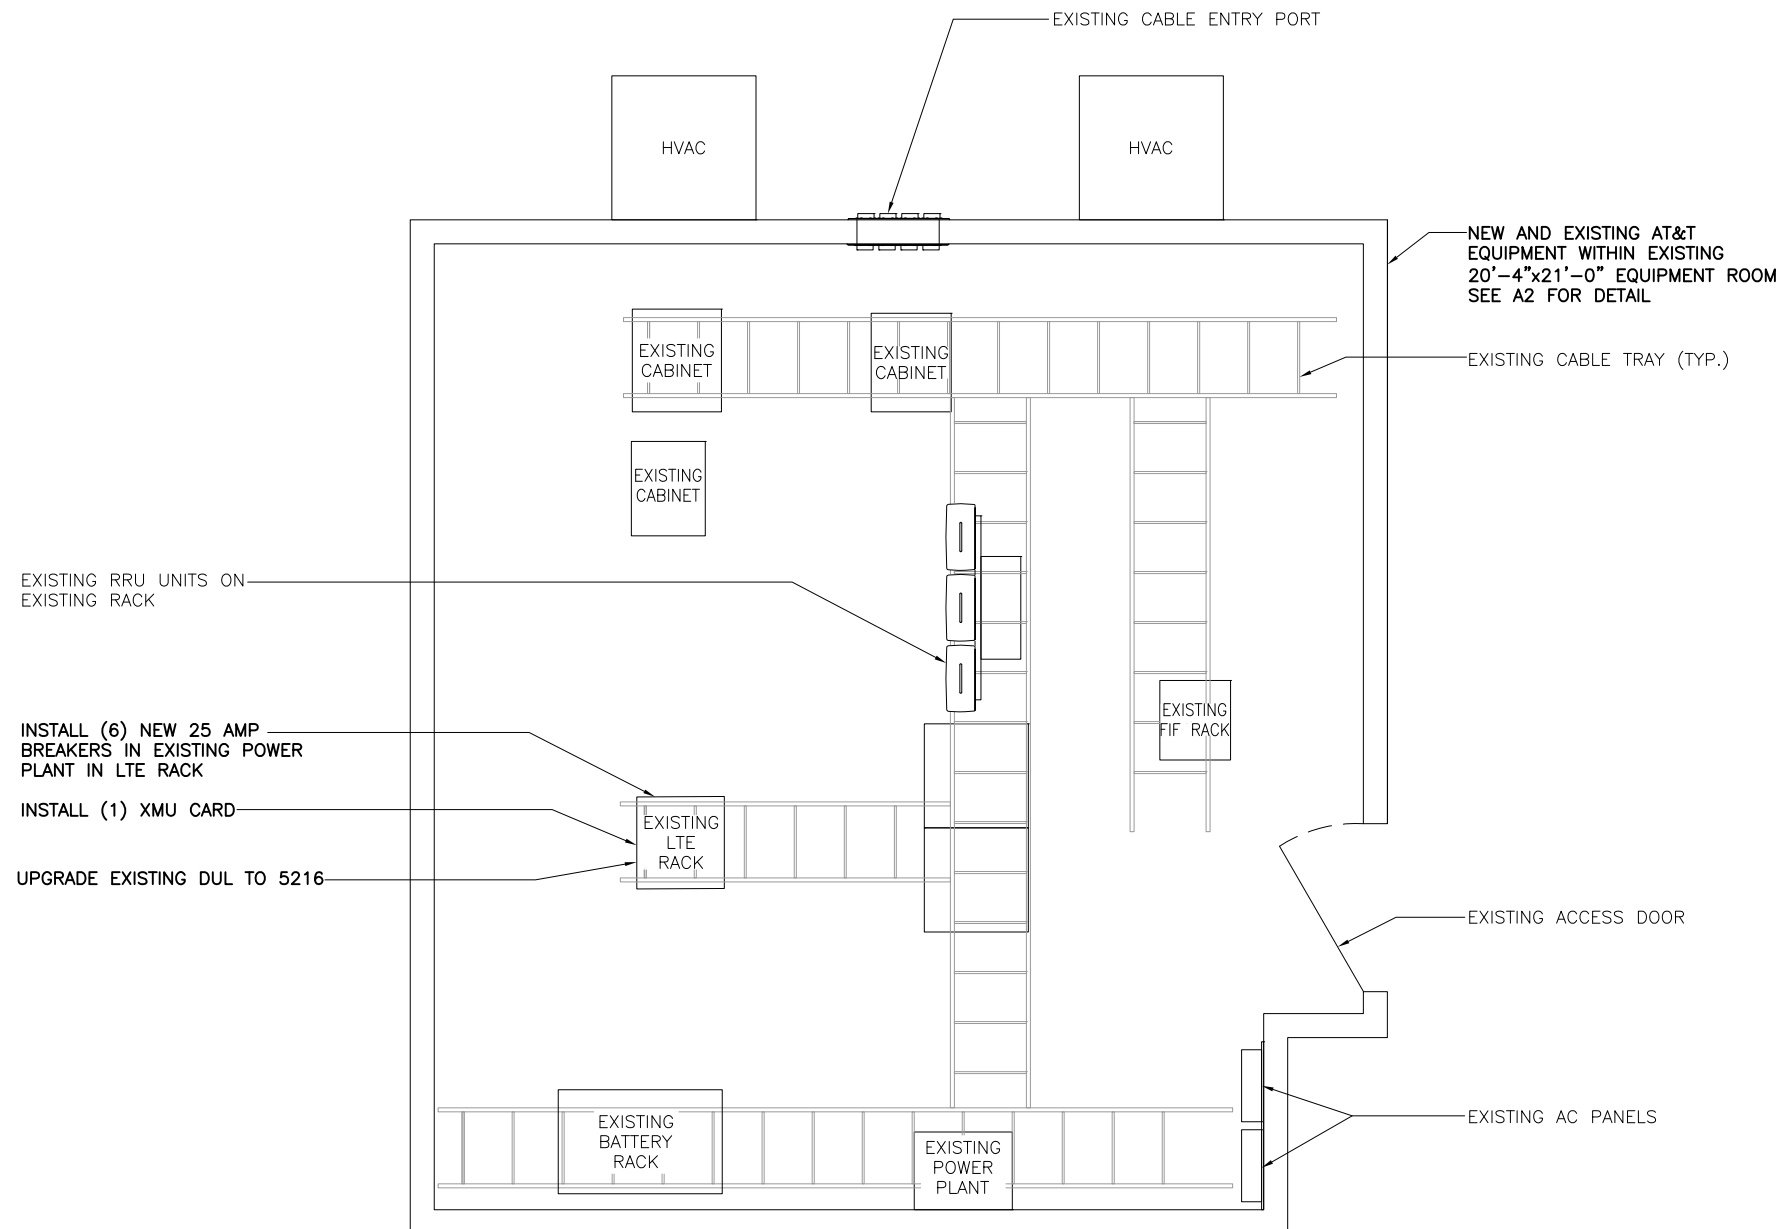 EXISTING CABLE ENTRY PORT
HVAC
HVAC
NEW AND EXISTING AT&T
EQUIPMENT WITHIN EXISTING
20'-4"x21'-0" EQUIPMENT ROOM
SEE A2 FOR DETAIL
EXISTING
CABINET
EXISTING
CABINET
EXISTING CABLE TRAY (TYP.)
EXISTING
CABINET
EXISTING RRU UNITS ON
EXISTING RACK
EXISTING
FIF RACK
INSTALL (6) NEW 25 AMP
BREAKERS IN EXISTING POWER
PLANT IN LTE RACK
INSTALL (1) XMU CARD
UPGRADE EXISTING DUL TO 5216
EXISTING
LTE
RACK
EXISTING ACCESS DOOR
EXISTING AC PANELS
EXISTING
BATTERY
RACK
EXISTING
POWER
PLANT